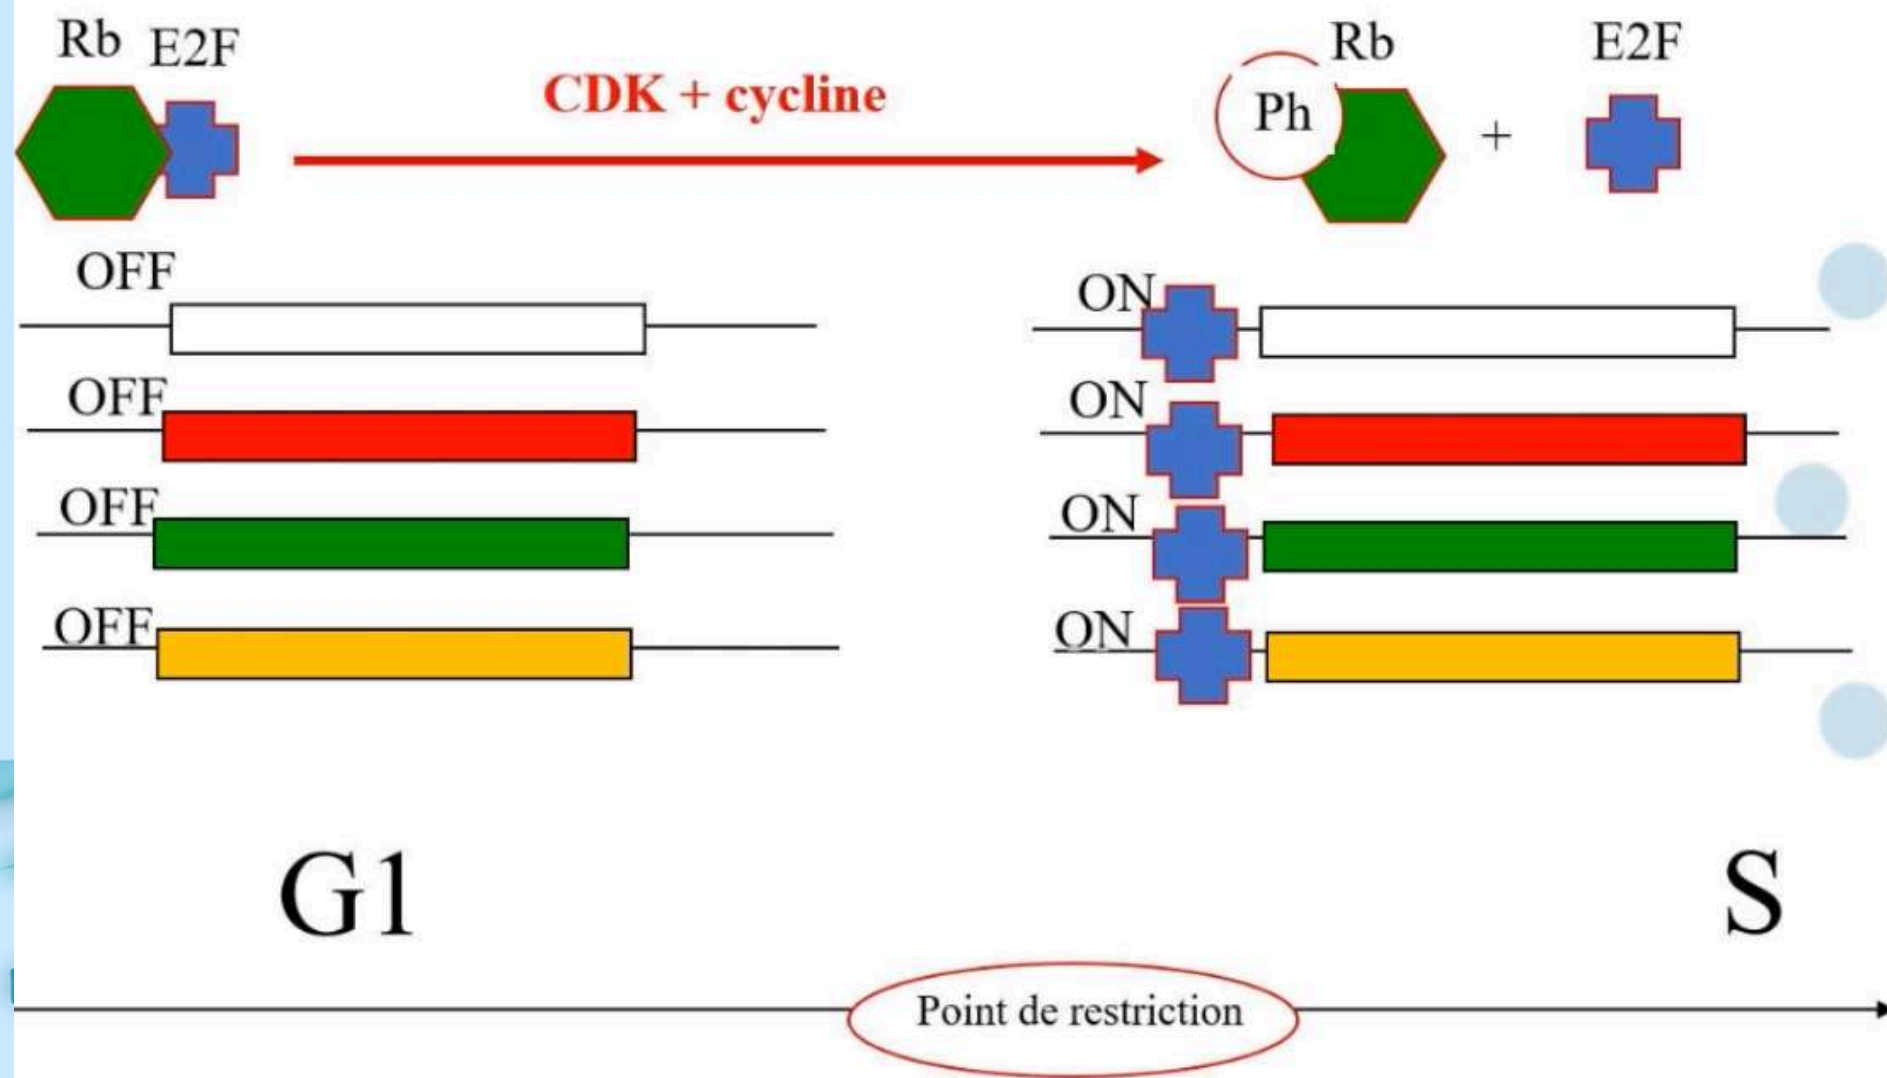 Rb E2F
CDK + cycline
Ph
Rb
+
E2F
OFF
OFF
OFF
OFF
ON
ON
ON
ON
G1
S
Point de restriction